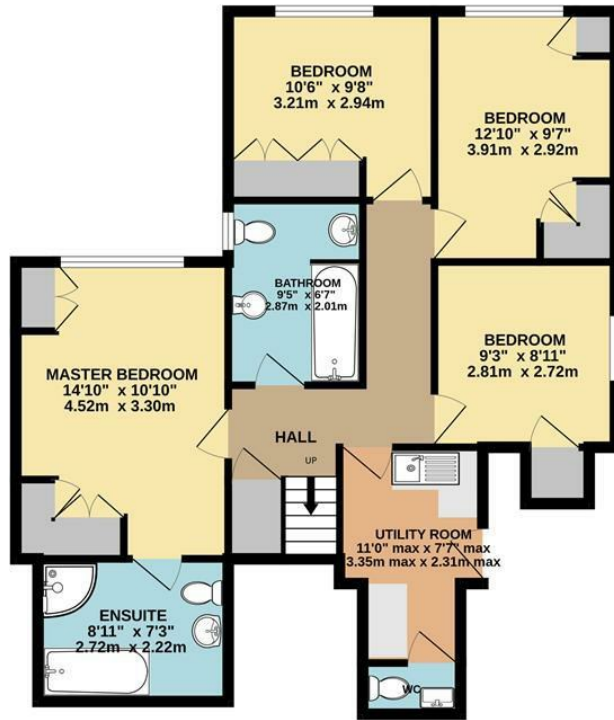 BEDROOM
10'6" x 9'8"
3.21m x 2.94m
BEDROOM
12'10" x 9'7"
3.91m x 2.92m
BATHROOM
9'5" x 6'7"
2.87m x 2.01m
MASTER BEDROOM
14'10" x 10'10"
4.52m x 3.30m
BEDROOM
9'3" x 8'11"
2.81m x 2.72m
HALL
UP
UTILITY ROOM
11'0" max x 7'7" max
3.35m max x 2.31m max
ENSUITE
8'11" x 7'3"
2.72m x 2.22m
WC